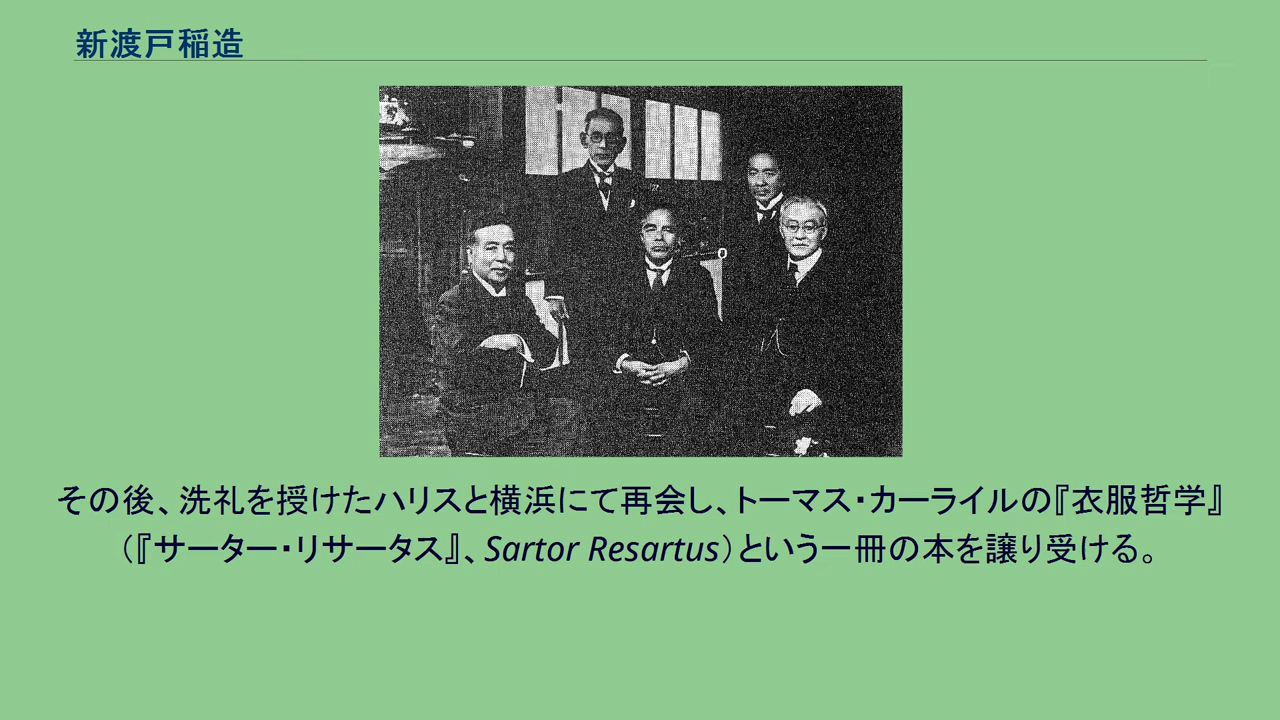 新渡戸稲造
その後、洗礼を授けたハリスと横浜にて再会し、トーマス・カーライルの『衣服哲学』
（『サーター・リサータス』、Sartor Resartus）という一冊の本を譲り受ける。